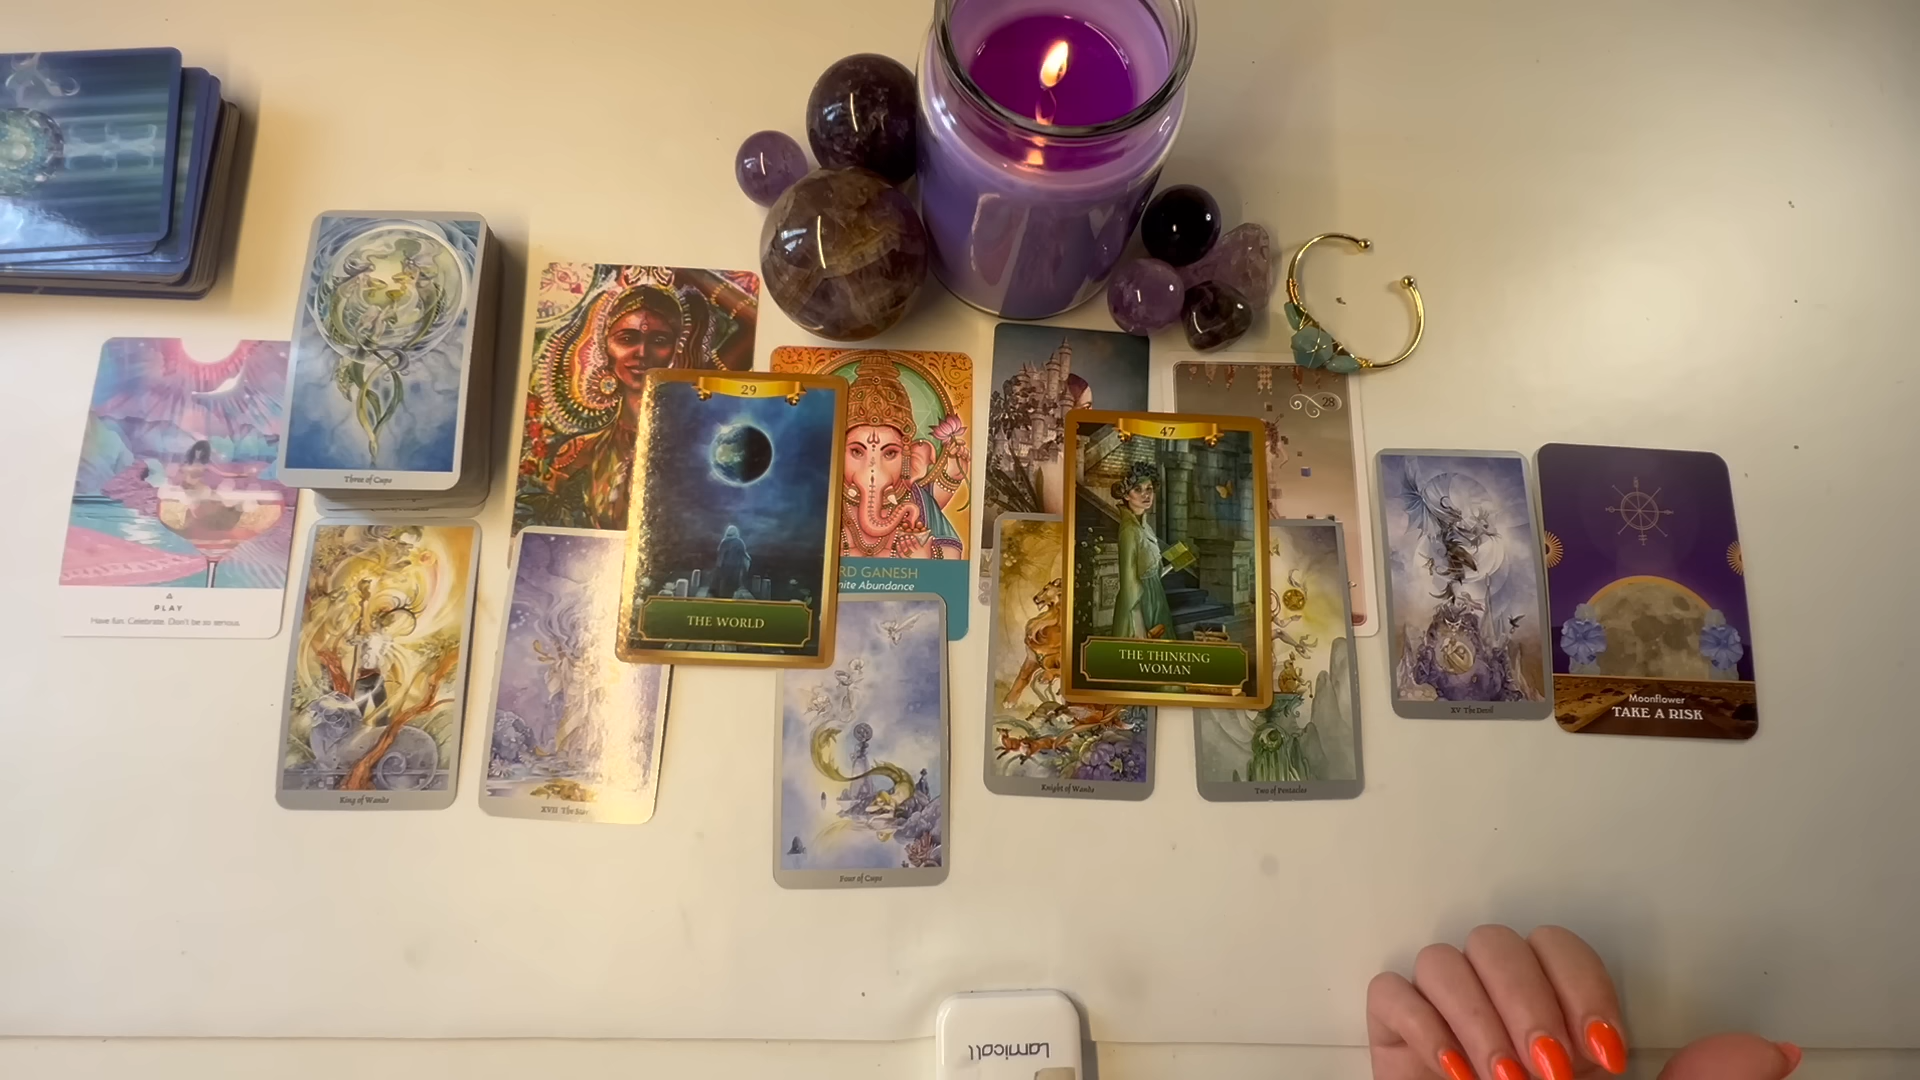 Three of Cups
PLAY
Have fun. Celebrate. Don't be so serious.
King of Wands
XVII The Star
29
THE WORLD
RD GANESH
nite Abundance
Four of Cups
47
THE THINKING
WOMAN
Knight of Wands
28
Two of Pentacles
XV The Devil
Moonflower
TAKE A RISK
Lamicall